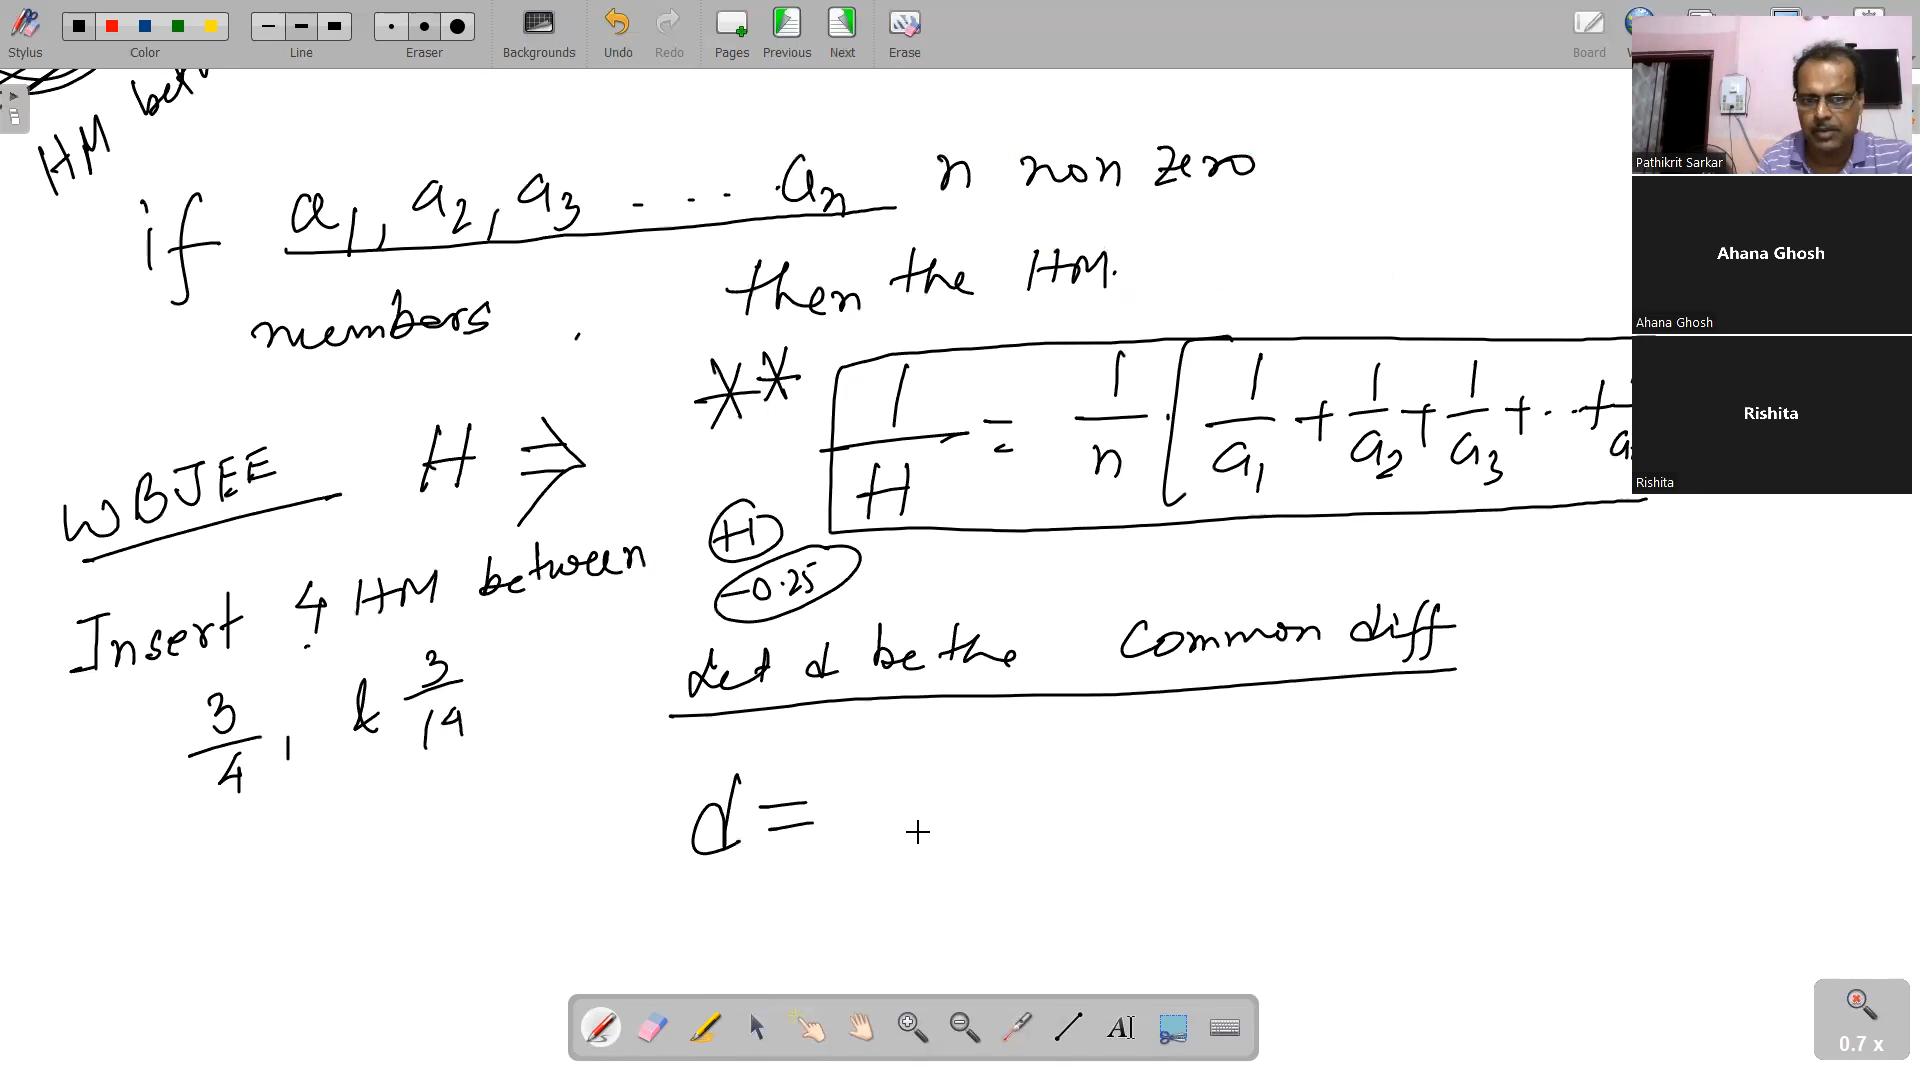 Stylus Color Line Eraser Backgrounds Undo Redo Pages Previous Next Erase Board
HM bet
if a1, a2, a3 - ... an n non zero
numbers . then the HM.
** 1/H = 1/n . [ 1/a1 + 1/a2 + 1/a3 + .. +
WBJEE H ⇒
H
-0.25
Insert 4 HM between
3/4, & 3/14
Let d be the Common diff
d =
Pathikrit Sarkar
Ahana Ghosh
Ahana Ghosh
Rishita
Rishita
0.7 x